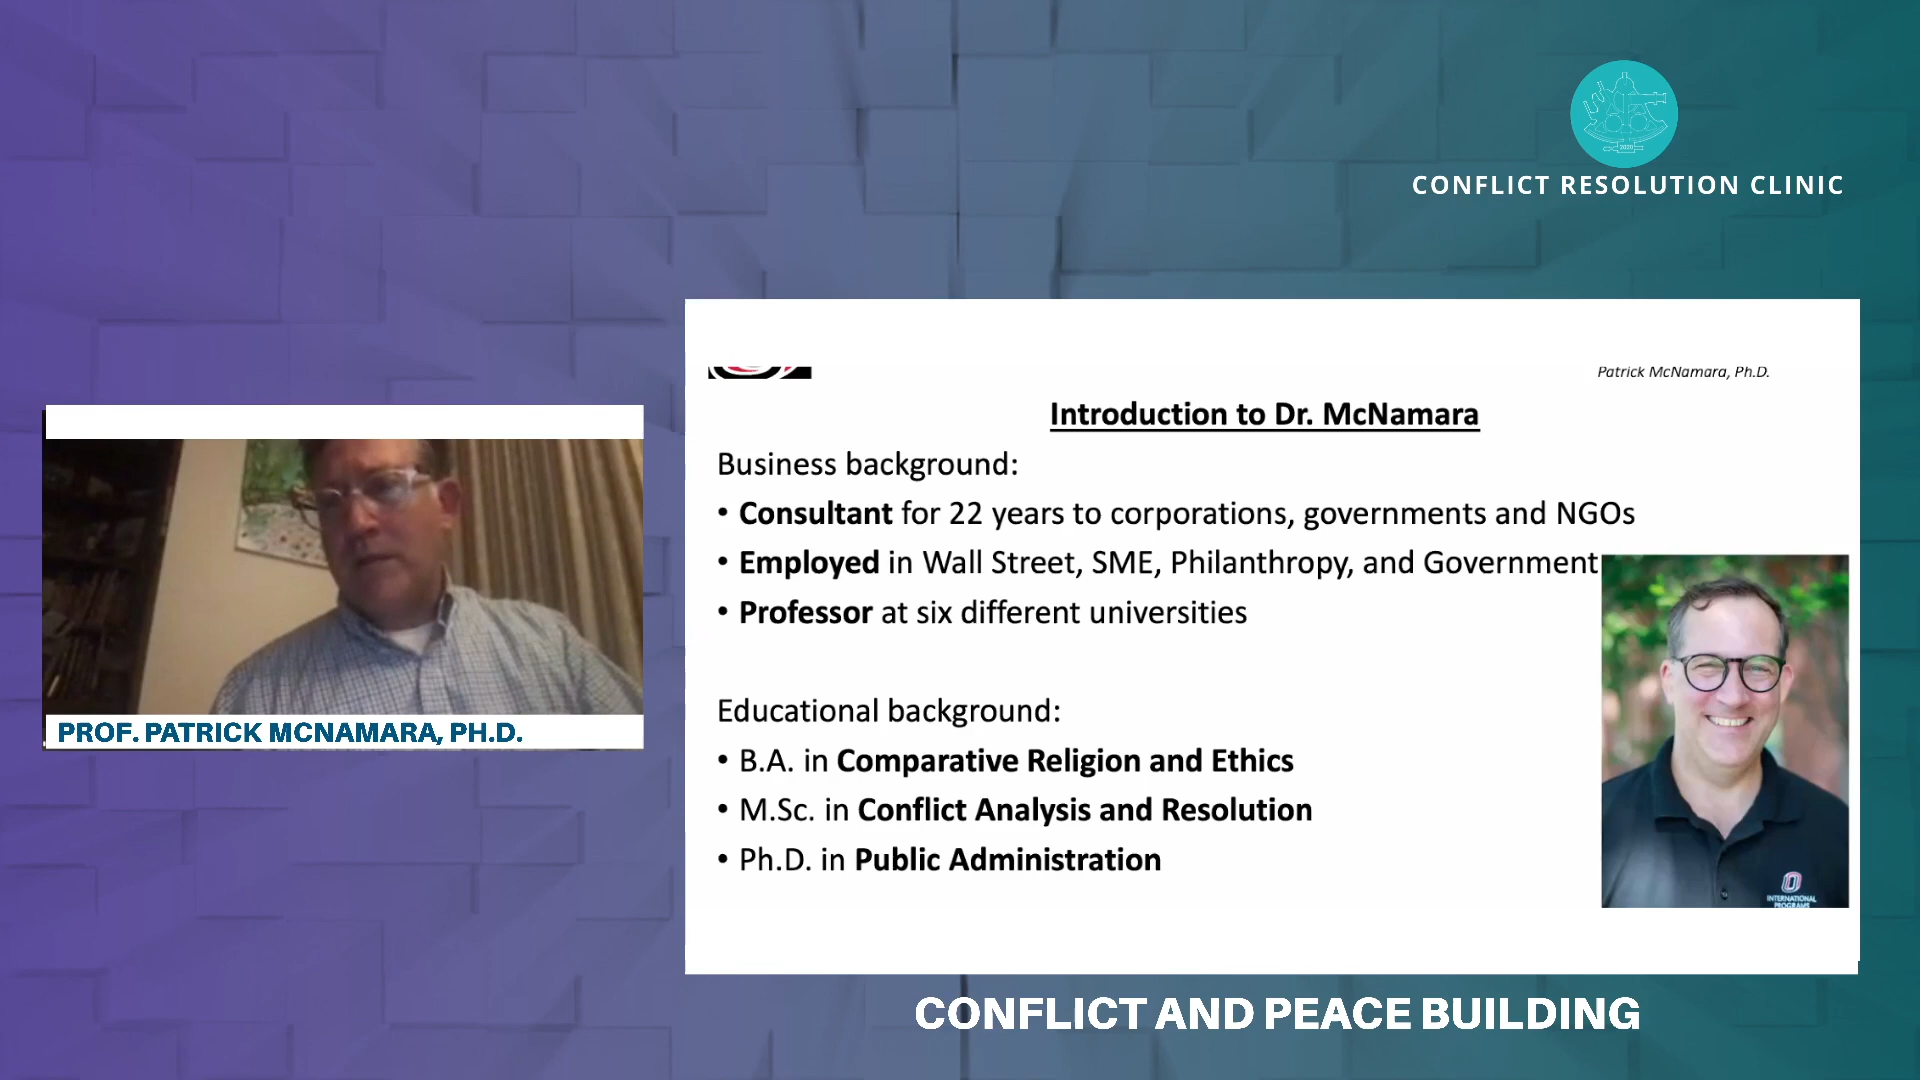 2020
CONFLICT RESOLUTION CLINIC
Patrick McNamara, Ph.D.
Introduction to Dr. McNamara
Business background:
• Consultant for 22 years to corporations, governments and NGOs
• Employed in Wall Street, SME, Philanthropy, and Government
• Professor at six different universities
Educational background:
• B.A. in Comparative Religion and Ethics
• M.Sc. in Conflict Analysis and Resolution
• Ph.D. in Public Administration
O
INTERNATIONAL
PROGRAMS
PROF. PATRICK MCNAMARA, PH.D.
CONFLICT AND PEACE BUILDING